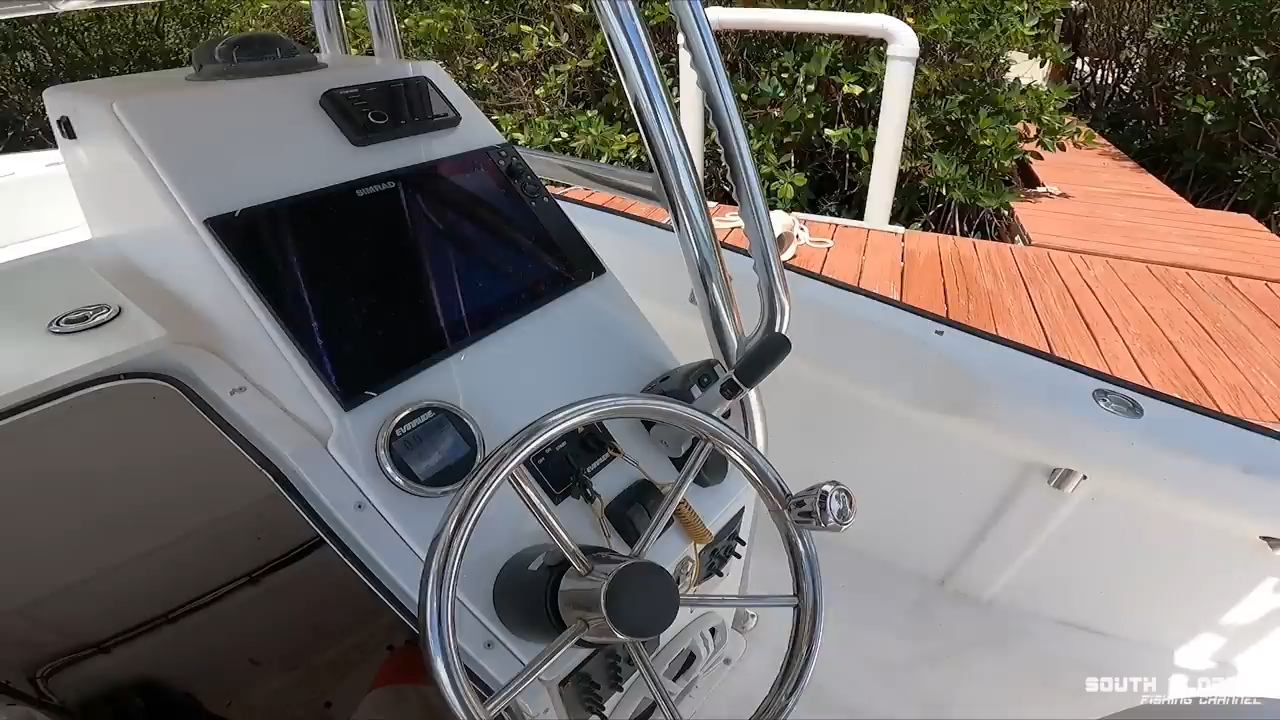 SIMRAD
EVINRUDE
EVINRUDE
SOUTH FLORIDA
FISHING CHANNEL